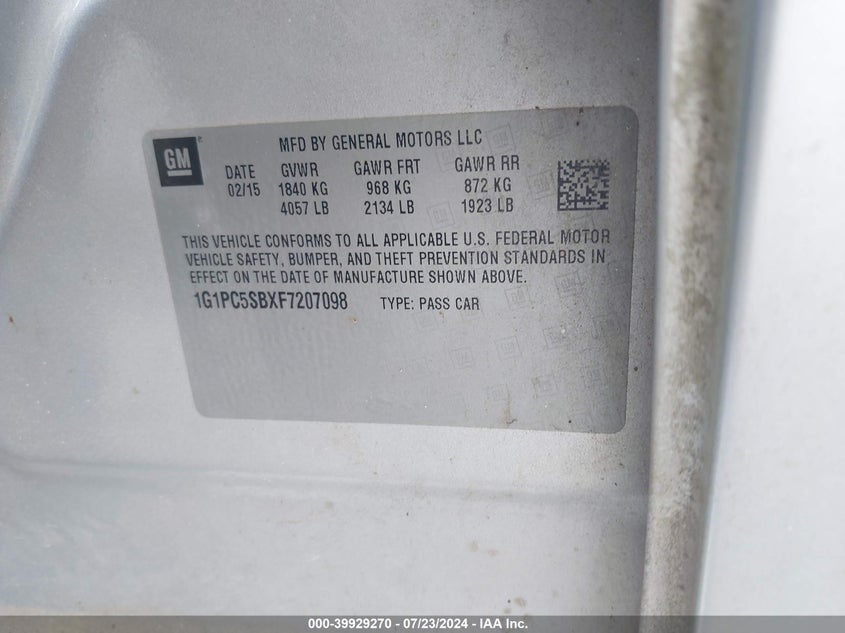 GM
MFD BY GENERAL MOTORS LLC
DATE GVWR GAWR FRT GAWR RR
02/15 1840 KG 968 KG 872 KG
4057 LB 2134 LB 1923 LB
THIS VEHICLE CONFORMS TO ALL APPLICABLE U.S. FEDERAL MOTOR
VEHICLE SAFETY, BUMPER, AND THEFT PREVENTION STANDARDS IN
EFFECT ON THE DATE OF MANUFACTURE SHOWN ABOVE.
1G1PC5SBXF7207098 TYPE: PASS CAR
000-39929270 - 07/23/2024 - IAA Inc.